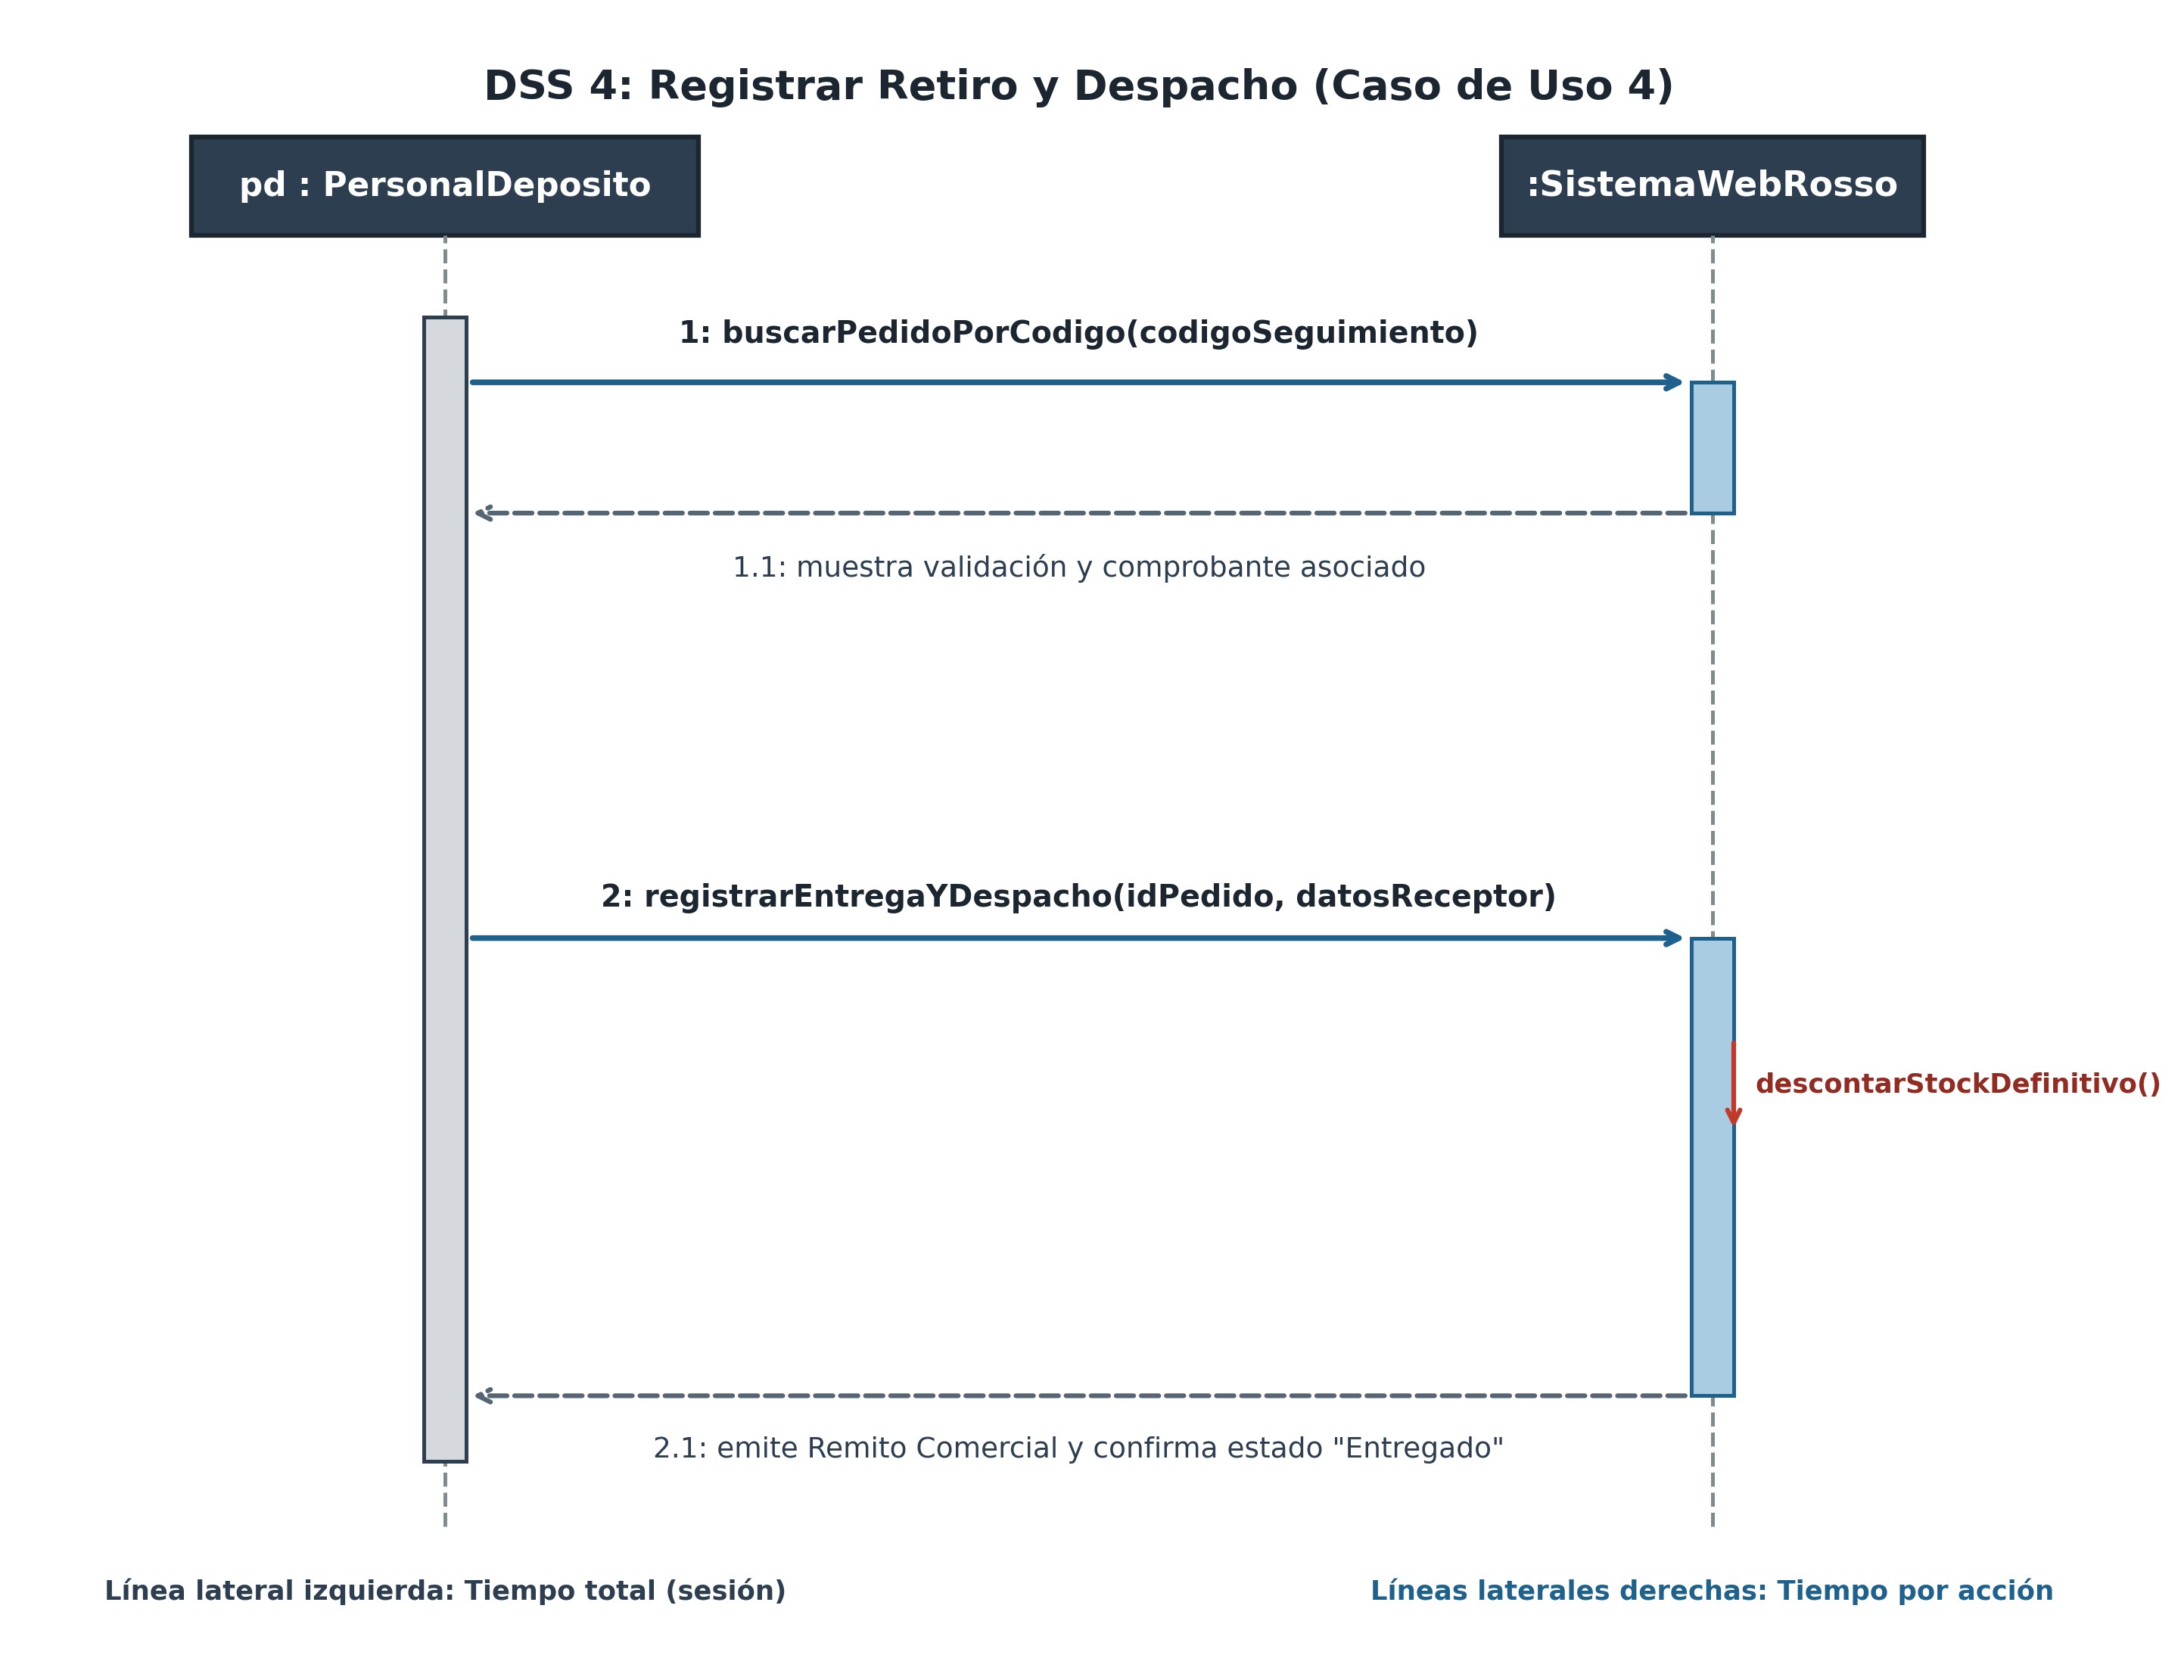 DSS 4: Registrar Retiro y Despacho (Caso de Uso 4)
pd : PersonalDeposito
:SistemaWebRosso
1: buscarPedidoPorCodigo(codigoSeguimiento)
1.1: muestra validación y comprobante asociado
2: registrarEntregaYDespacho(idPedido, datosReceptor)
descontarStockDefinitivo()
2.1: emite Remito Comercial y confirma estado "Entregado"
Línea lateral izquierda: Tiempo total (sesión)
Líneas laterales derechas: Tiempo por acción